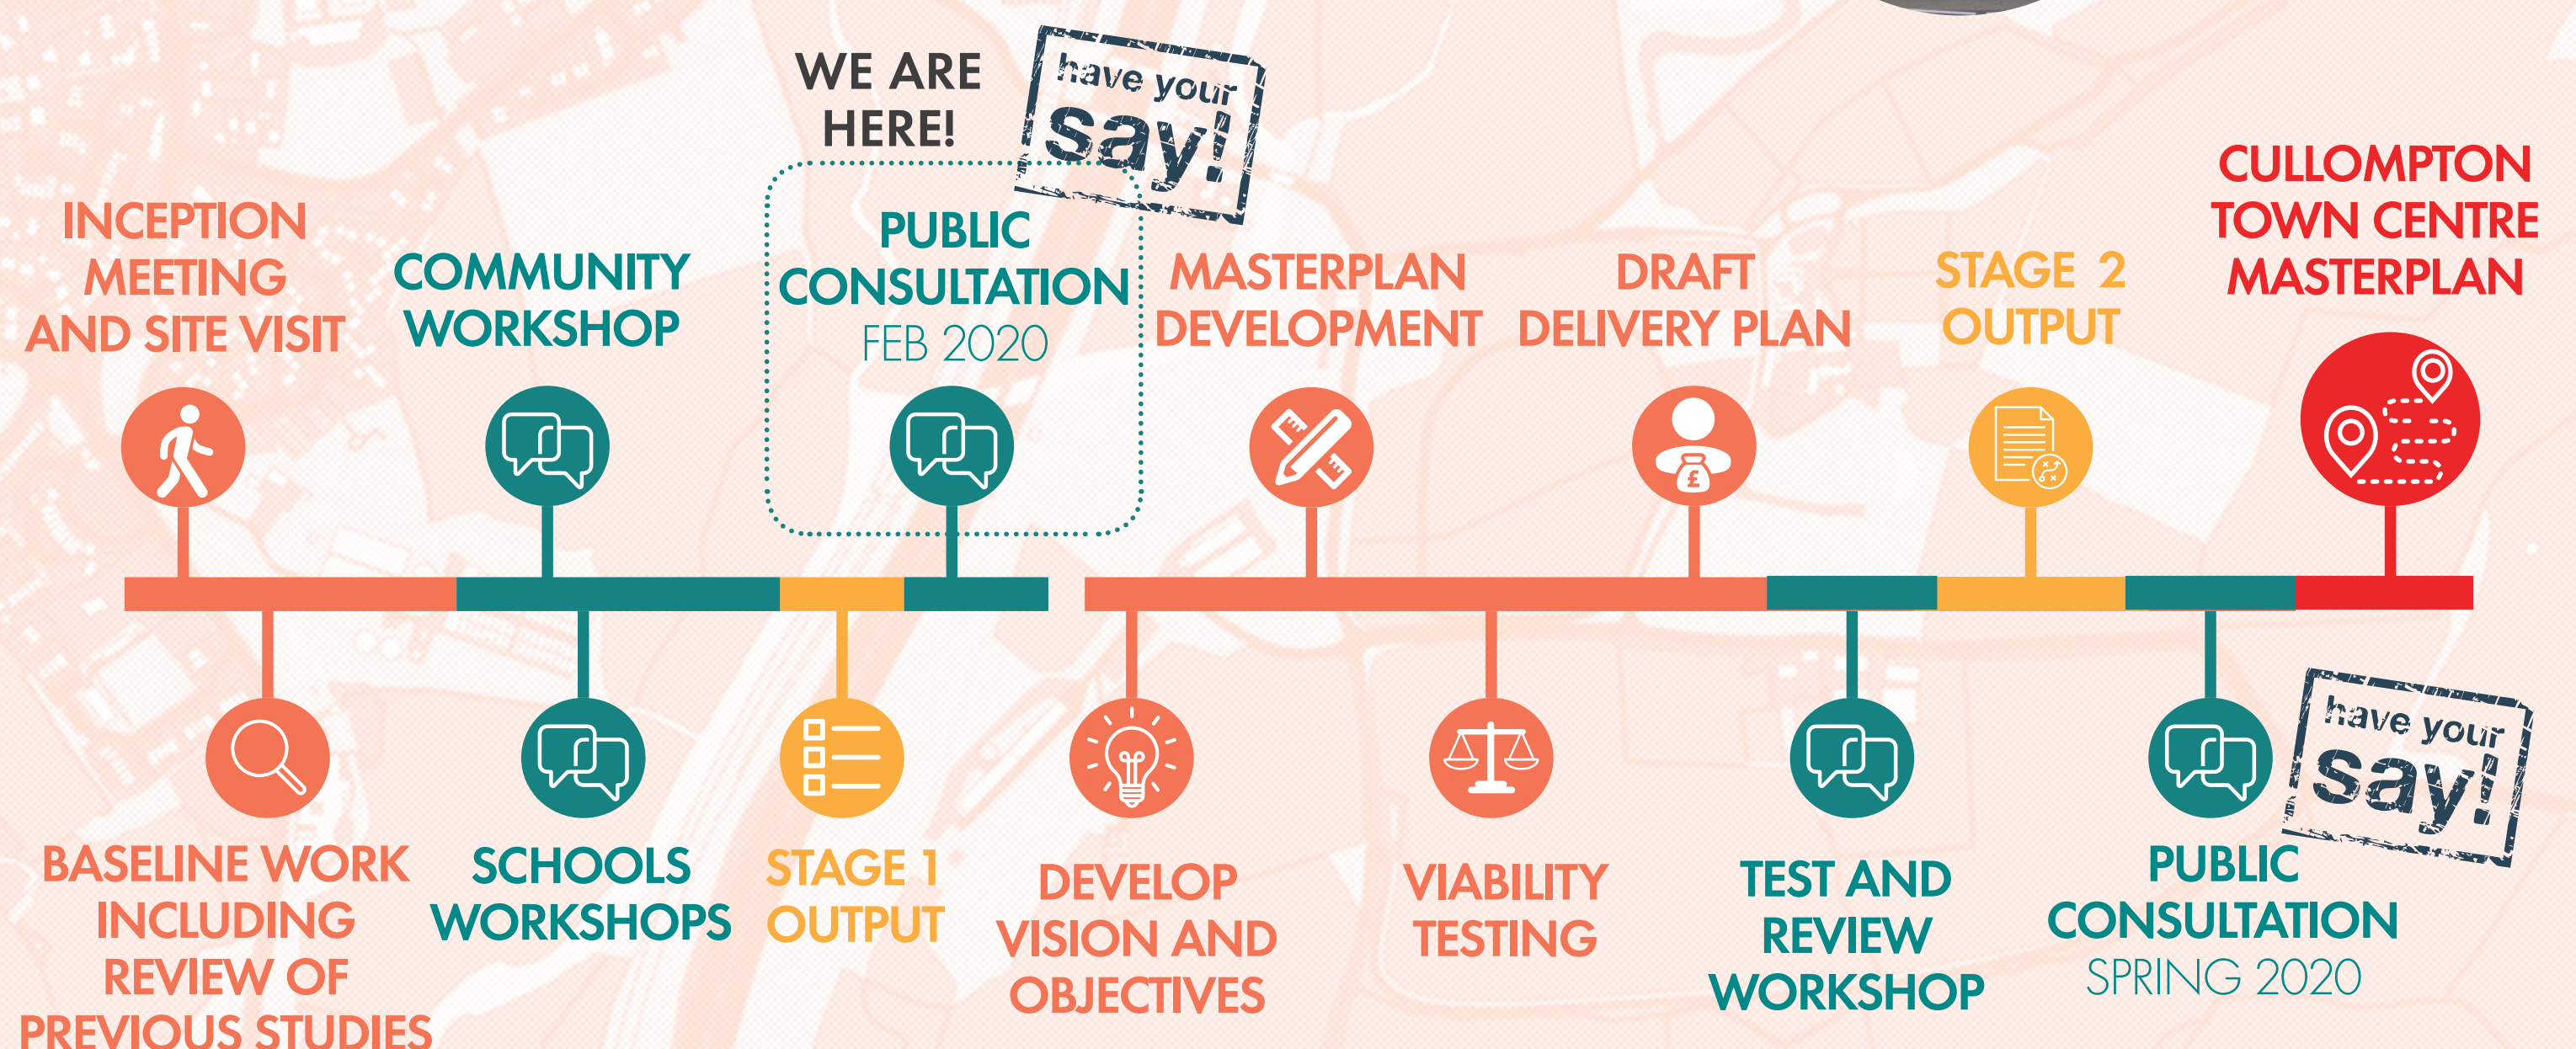 WE ARE
HERE!
have your
say!
INCEPTION
MEETING
AND SITE VISIT
COMMUNITY
WORKSHOP
PUBLIC
CONSULTATION
FEB 2020
MASTERPLAN
DEVELOPMENT
DRAFT
DELIVERY PLAN
£
STAGE 2
OUTPUT
CULLOMPTON
TOWN CENTRE
MASTERPLAN
BASELINE WORK
INCLUDING
REVIEW OF
PREVIOUS STUDIES
SCHOOLS
WORKSHOPS
STAGE 1
OUTPUT
DEVELOP
VISION AND
OBJECTIVES
VIABILITY
TESTING
TEST AND
REVIEW
WORKSHOP
PUBLIC
CONSULTATION
SPRING 2020
have your
say!